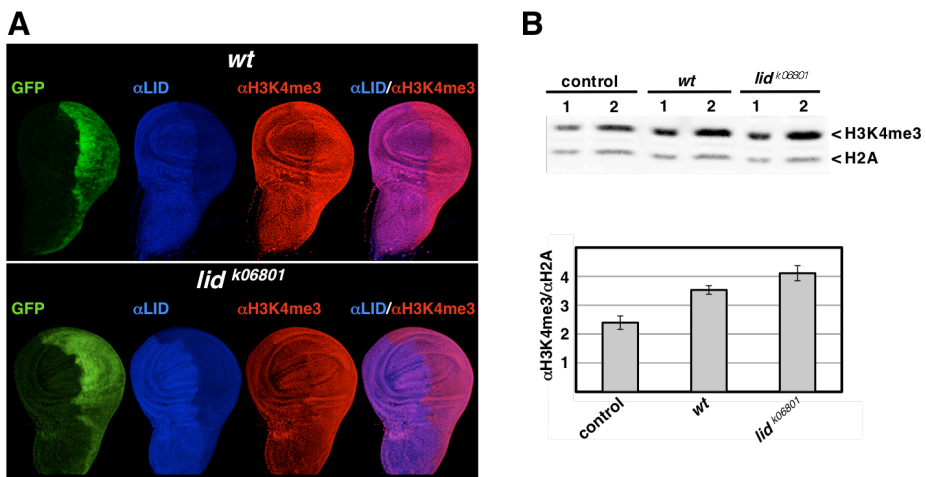 A
wt
GFP αLID αH3K4me3 αLID/αH3K4me3
lid k06801
GFP αLID αH3K4me3 αLID/αH3K4me3
B
control wt lid k06801
1 2 1 2 1 2
< H3K4me3
< H2A
αH3K4me3/αH2A
4
3
2
1
control wt lid k06801